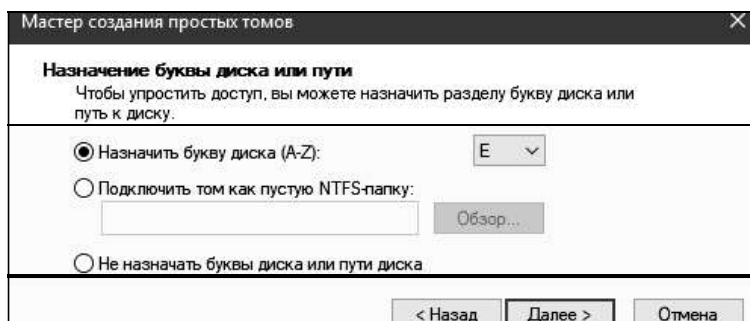 Мастер создания простых томов
Назначение буквы диска или пути
Чтобы упростить доступ, вы можете назначить разделу букву диска или
путь к диску.
Назначить букву диска (A-Z):
E
Подключить том как пустую NTFS-папку:
Обзор...
Не назначать буквы диска или пути диска
< Назад
Далее >
Отмена